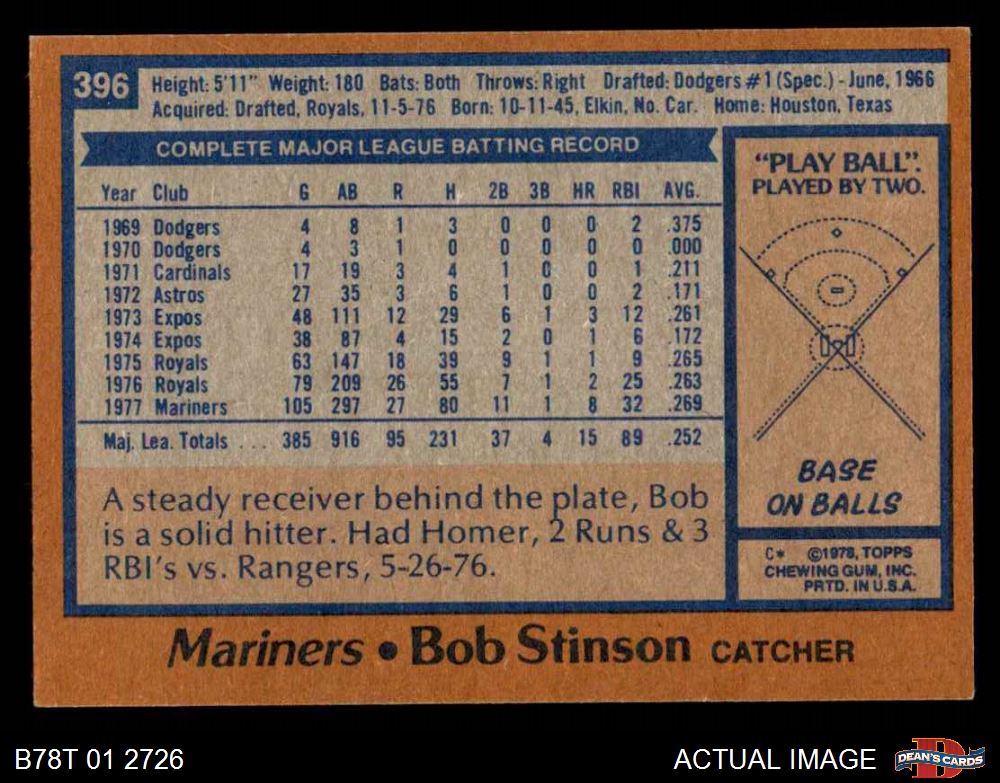 396
Height: 5'11" Weight: 180 Bats: Both Throws: Right Drafted: Dodgers #1 (Spec.) - June, 1966
Acquired: Drafted, Royals, 11-5-76 Born: 10-11-45, Elkin, No. Car. Home: Houston, Texas
COMPLETE MAJOR LEAGUE BATTING RECORD
Year Club G AB R H 2B 3B HR RBI AVG.
1969 Dodgers 4 8 1 3 0 0 0 2 .375
1970 Dodgers 4 3 1 0 0 0 0 0 .000
1971 Cardinals 17 19 3 4 1 0 0 1 .211
1972 Astros 27 35 3 6 1 0 0 2 .171
1973 Expos 48 111 12 29 6 1 3 12 .261
1974 Expos 38 87 4 15 2 0 1 6 .172
1975 Royals 63 147 18 39 9 1 1 9 .265
1976 Royals 79 209 26 55 7 1 2 25 .263
1977 Mariners 105 297 27 80 11 1 8 32 .269
Maj. Lea. Totals ... 385 916 95 231 37 4 15 89 .252
A steady receiver behind the plate, Bob
is a solid hitter. Had Homer, 2 Runs & 3
RBI's vs. Rangers, 5-26-76.
"PLAY BALL".
PLAYED BY TWO.
BASE
ON BALLS
C* ©1978, TOPPS
CHEWING GUM, INC.
PRTD. IN U.S.A.
Mariners • Bob Stinson CATCHER
B78T 01 2726
ACTUAL IMAGE
D
DEAN'S CARDS